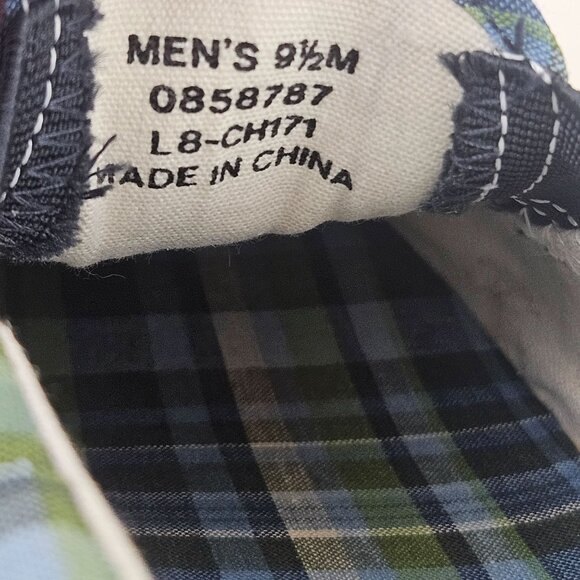 MEN'S 9½M
0858787
L8-CH171
MADE IN CHINA